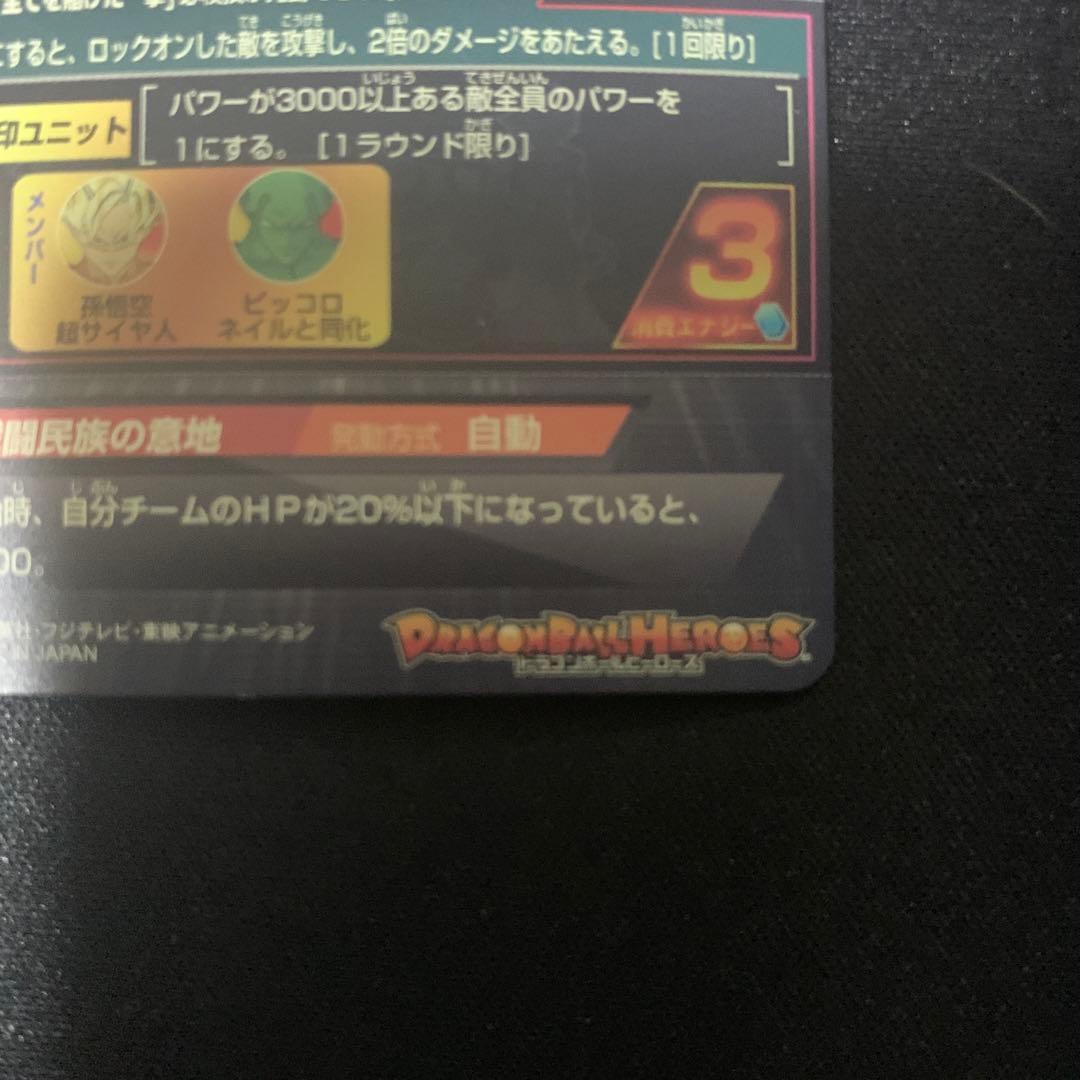 にすると、ロックオンした敵を攻撃し、2倍のダメージをあたえる。[1回限り]
印ユニット
パワーが3000以上ある敵全員のパワーを
1にする。 [1ラウンド限り]
メンバー
孫悟空
超サイヤ人
ピッコロ
ネイルと同化
3
消費エナジー
闘民族の意地
発動方式 自動
時、自分チームのHPが20%以下になっていると、
00。
社・フジテレビ・東映アニメーション
IN JAPAN
DRAGONBALL HEROES
ドラゴンボールヒーローズ